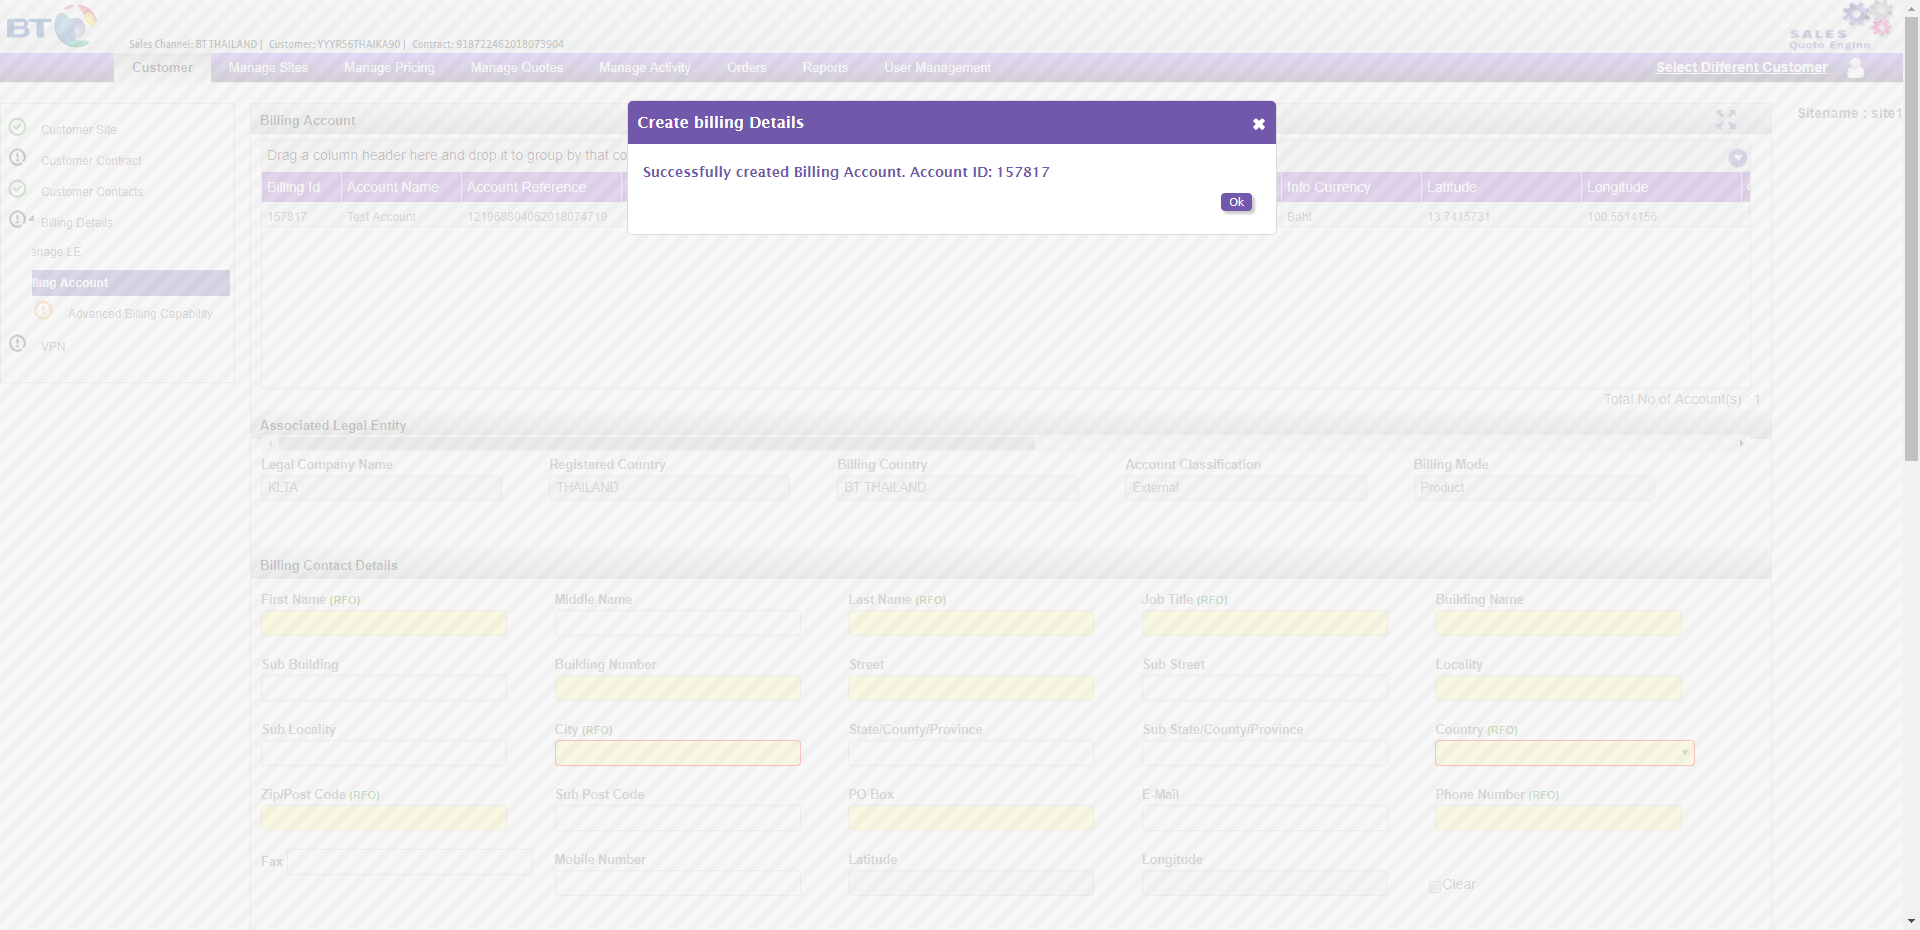 BT
Sales Channel: BT THAILAND | Customer: YYYR56THAIKA90 | Contract: 918722462018073904
SALES
Quote Engine
Customer Manage Sites Manage Pricing Manage Quotes Manage Activity Orders Reports User Management Select Different Customer
Customer Site
Customer Contract
Customer Contacts
Billing Details
anage LE
lling Account
Advanced Billing Capability
VPN
Billing Account
Sitename : site1
Create billing Details
Successfully created Billing Account. Account ID: 157817
Ok
Drag a column header here and drop it to group by that co
Billing Id Account Name Account Reference Info Currency Latitude Longitude
157817 Test Account 121968804062018074719 Baht 13.7415731 100.5514156
Total No of Account(s) : 1
Associated Legal Entity
Legal Company Name Registered Country Billing Country Account Classification Billing Mode
KLTA THAILAND BT THAILAND External Product
Billing Contact Details
First Name (RFO) Middle Name Last Name (RFO) Job Title (RFO) Building Name
Sub Building Building Number Street Sub Street Locality
Sub Locality City (RFO) State/County/Province Sub State/County/Province Country (RFO)
Zip/Post Code (RFO) Sub Post Code PO Box E-Mail Phone Number (RFO)
Fax Mobile Number Latitude Longitude
Clear